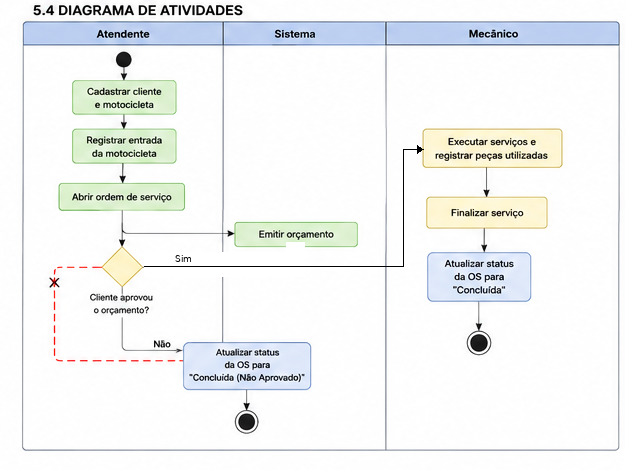 5.4 DIAGRAMA DE ATIVIDADES
Atendente
Sistema
Mecânico
Cadastrar cliente
e motocicleta
Registrar entrada
da motocicleta
Abrir ordem de serviço
Emitir orçamento
Sim
Cliente aprovou
o orçamento?
Não
Atualizar status
da OS para
"Concluída (Não Aprovado)"
Executar serviços e
registrar peças utilizadas
Finalizar serviço
Atualizar status
da OS para
"Concluída"